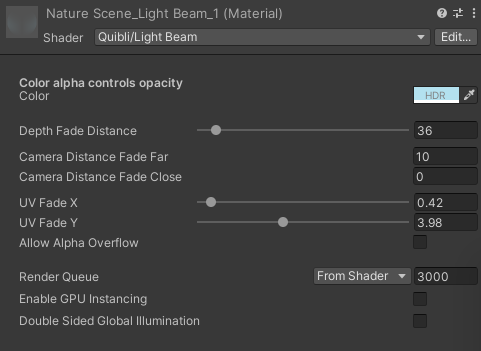 Nature Scene_Light Beam_1 (Material)
Shader Quibli/Light Beam Edit...
Color alpha controls opacity
Color HDR
Depth Fade Distance 36
Camera Distance Fade Far 10
Camera Distance Fade Close 0
UV Fade X 0.42
UV Fade Y 3.98
Allow Alpha Overflow
Render Queue From Shader 3000
Enable GPU Instancing
Double Sided Global Illumination